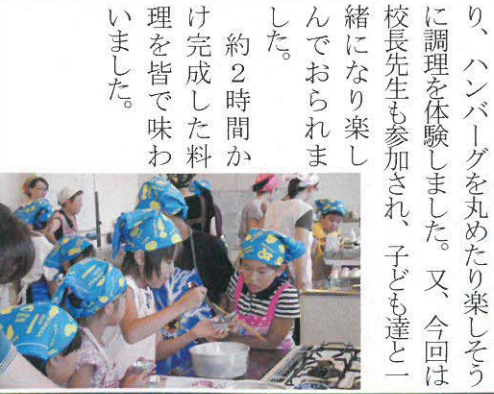 り、ハンバーグを丸めたり楽しそう
に調理を体験しました。又、今回は
校長先生も参加され、子ども達と一
緒になり楽し
んでおられま
した。
　約２時間か
け完成した料
理を皆で味わ
いました。